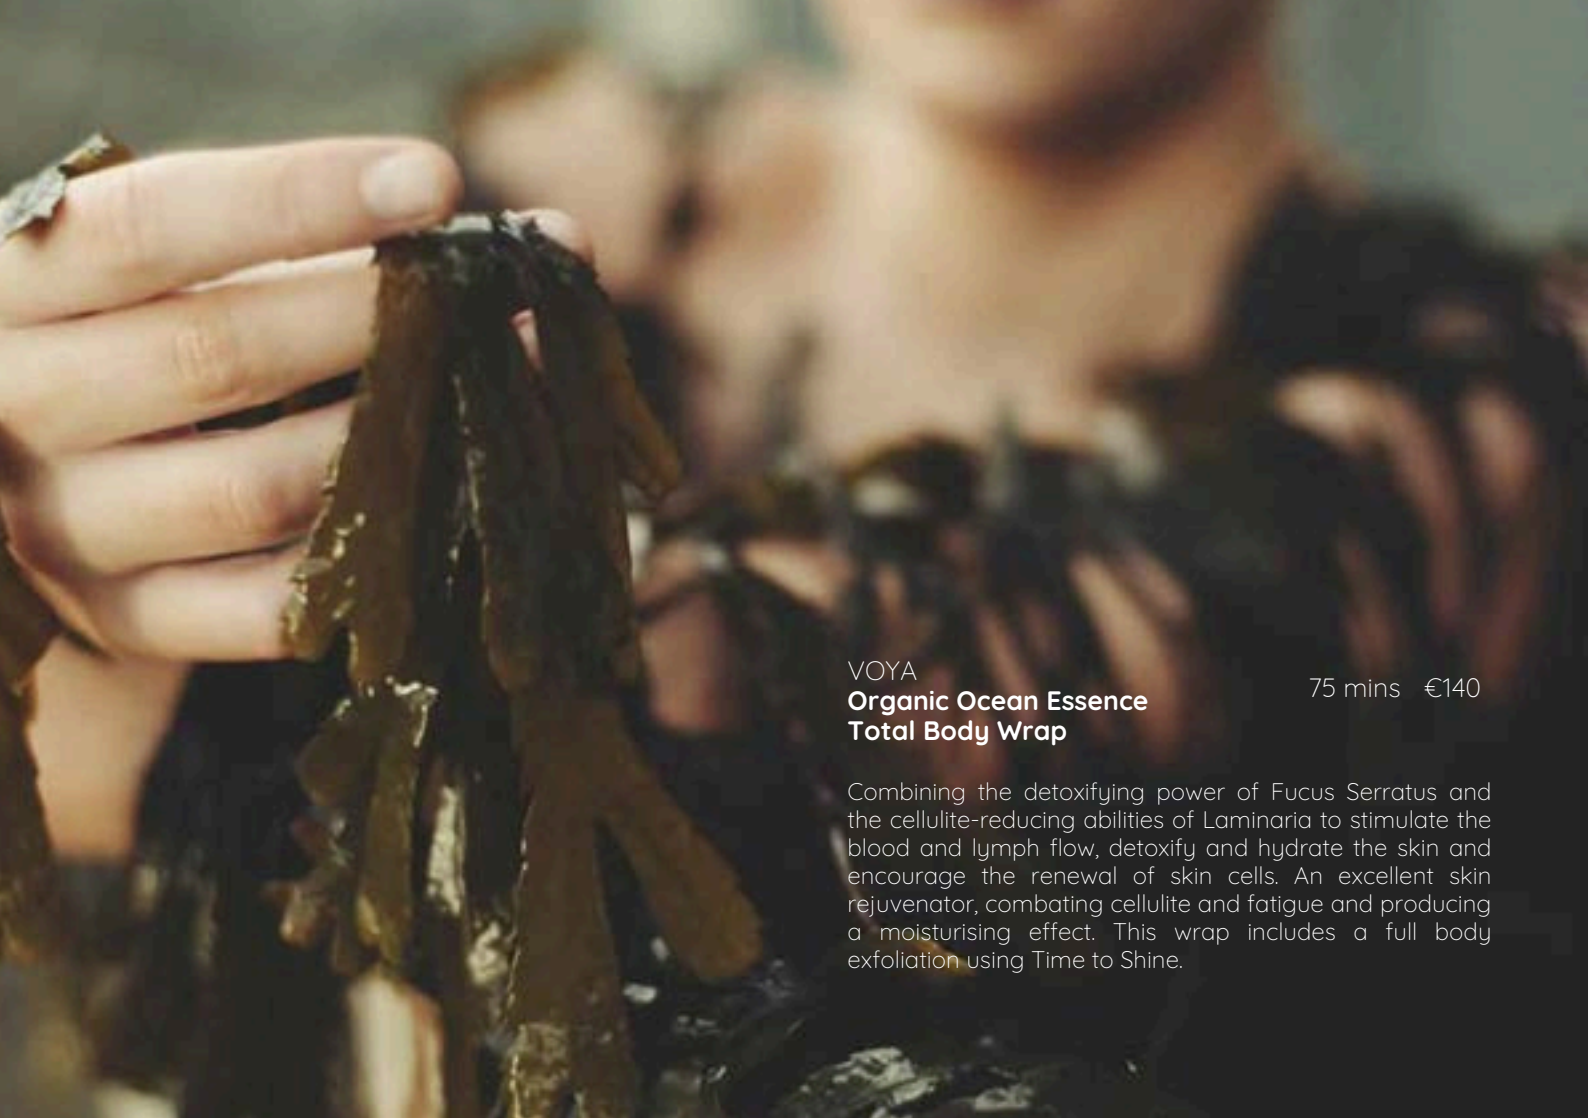 VOYA
Organic Ocean Essence
Total Body Wrap
75 mins €140
Combining the detoxifying power of Fucus Serratus and
the cellulite-reducing abilities of Laminaria to stimulate the
blood and lymph flow, detoxify and hydrate the skin and
encourage the renewal of skin cells. An excellent skin
rejuvenator, combating cellulite and fatigue and producing
a moisturising effect. This wrap includes a full body
exfoliation using Time to Shine.